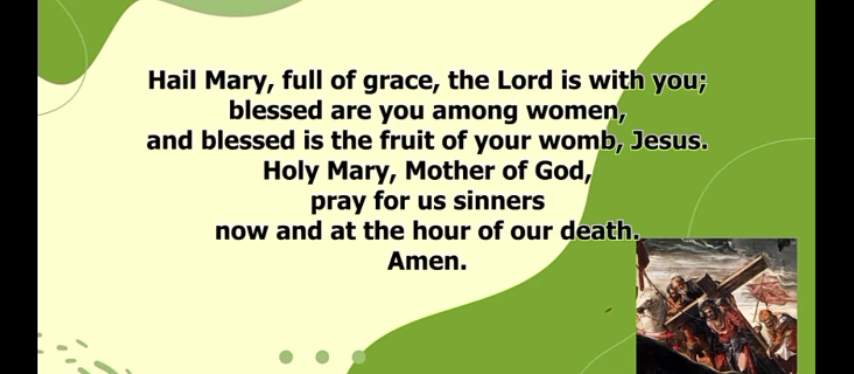 Hail Mary, full of grace, the Lord is with you;
blessed are you among women,
and blessed is the fruit of your womb, Jesus.
Holy Mary, Mother of God,
pray for us sinners
now and at the hour of our death.
Amen.